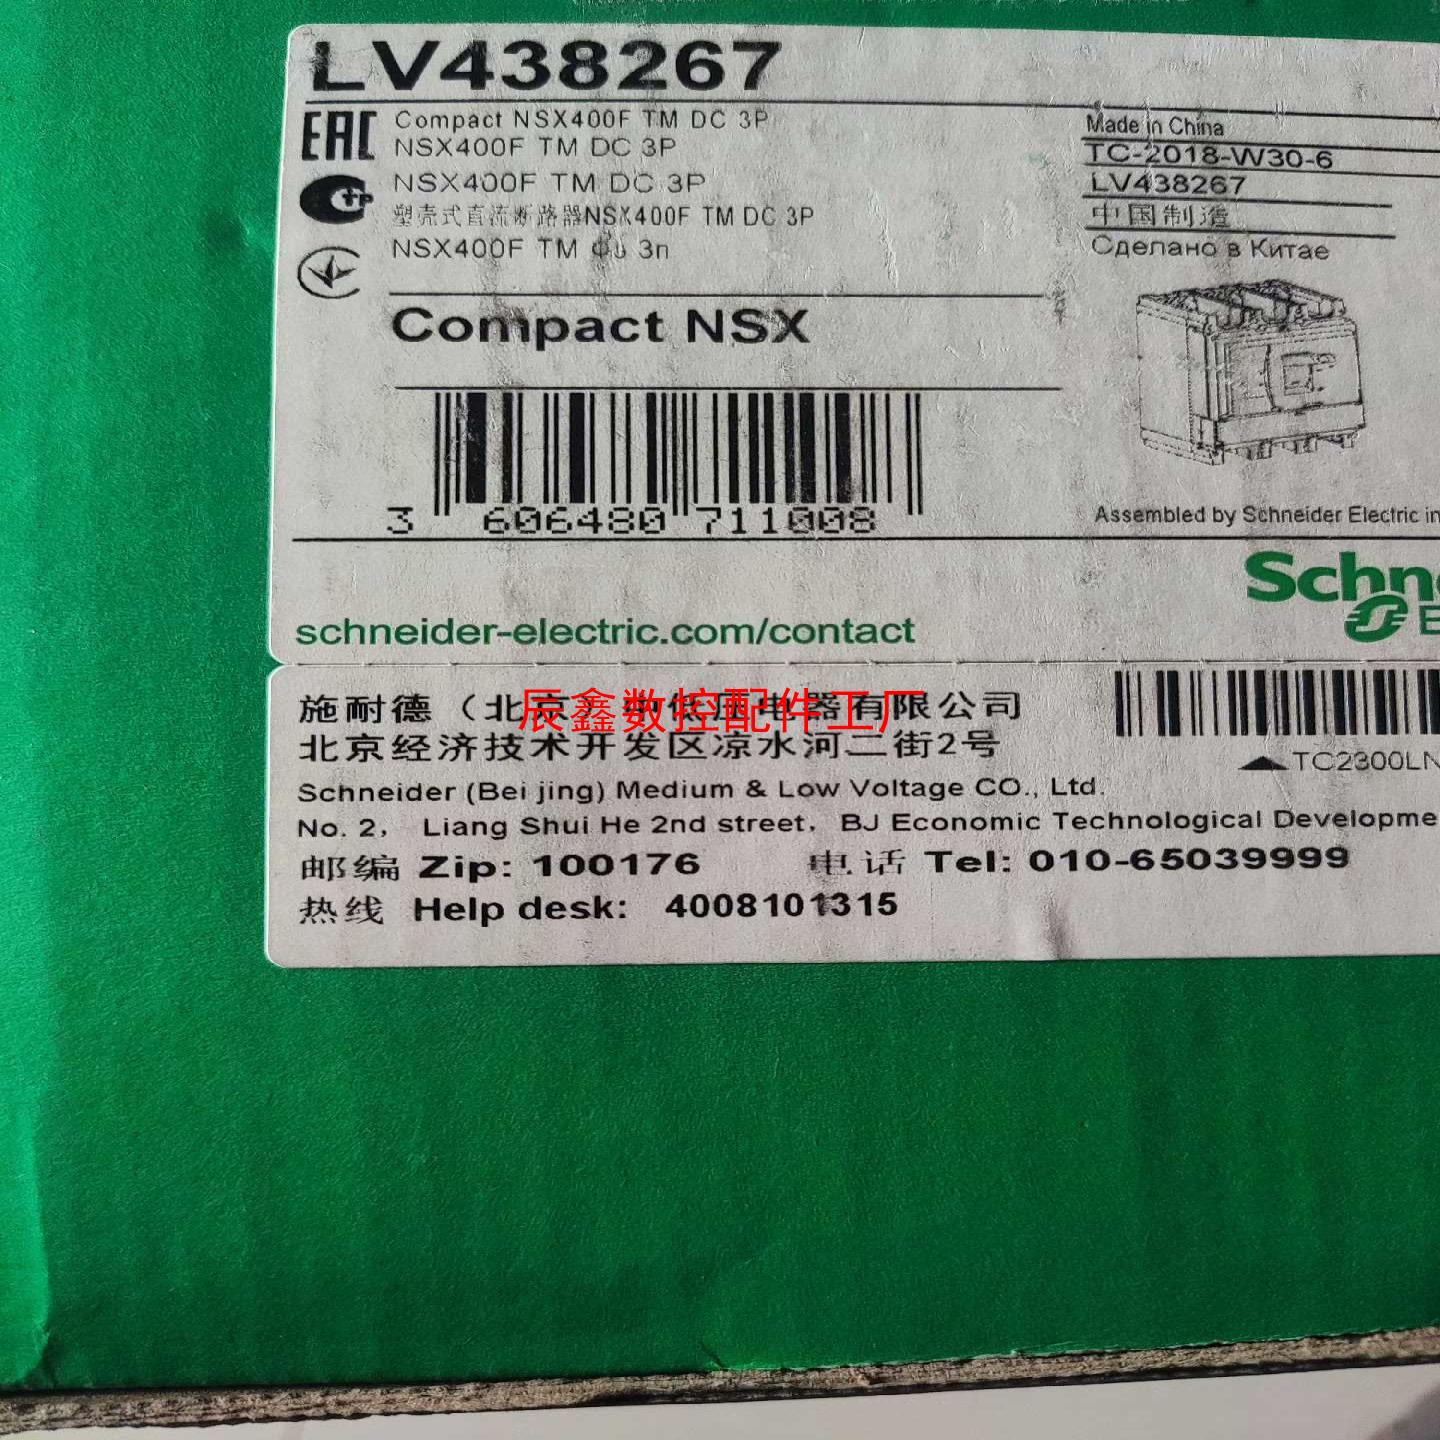 LV438267
EAC
Compact NSX400F TM DC 3P
NSX400F TM DC 3P
NSX400F TM DC 3P
塑壳式直流断路器NSX400F TM DC 3P
NSX400F TM 3п
Made in China
TC-2018-W30-6
LV438267
中国制造
Сделано в Китае
Compact NSX
3 606480 711008
Assembled by Schneider Electric in
Schn
E
schneider-electric.com/contact
施耐德（北京）中低压电器有限公司
辰鑫数控配件工厂
北京经济技术开发区凉水河二街2号
TC2300LN
Schneider (Bei jing) Medium & Low Voltage CO., Ltd.
No. 2， Liang Shui He 2nd street，BJ Economic Technological Developme
邮编 Zip: 100176 电话 Tel: 010-65039999
热线 Help desk: 4008101315